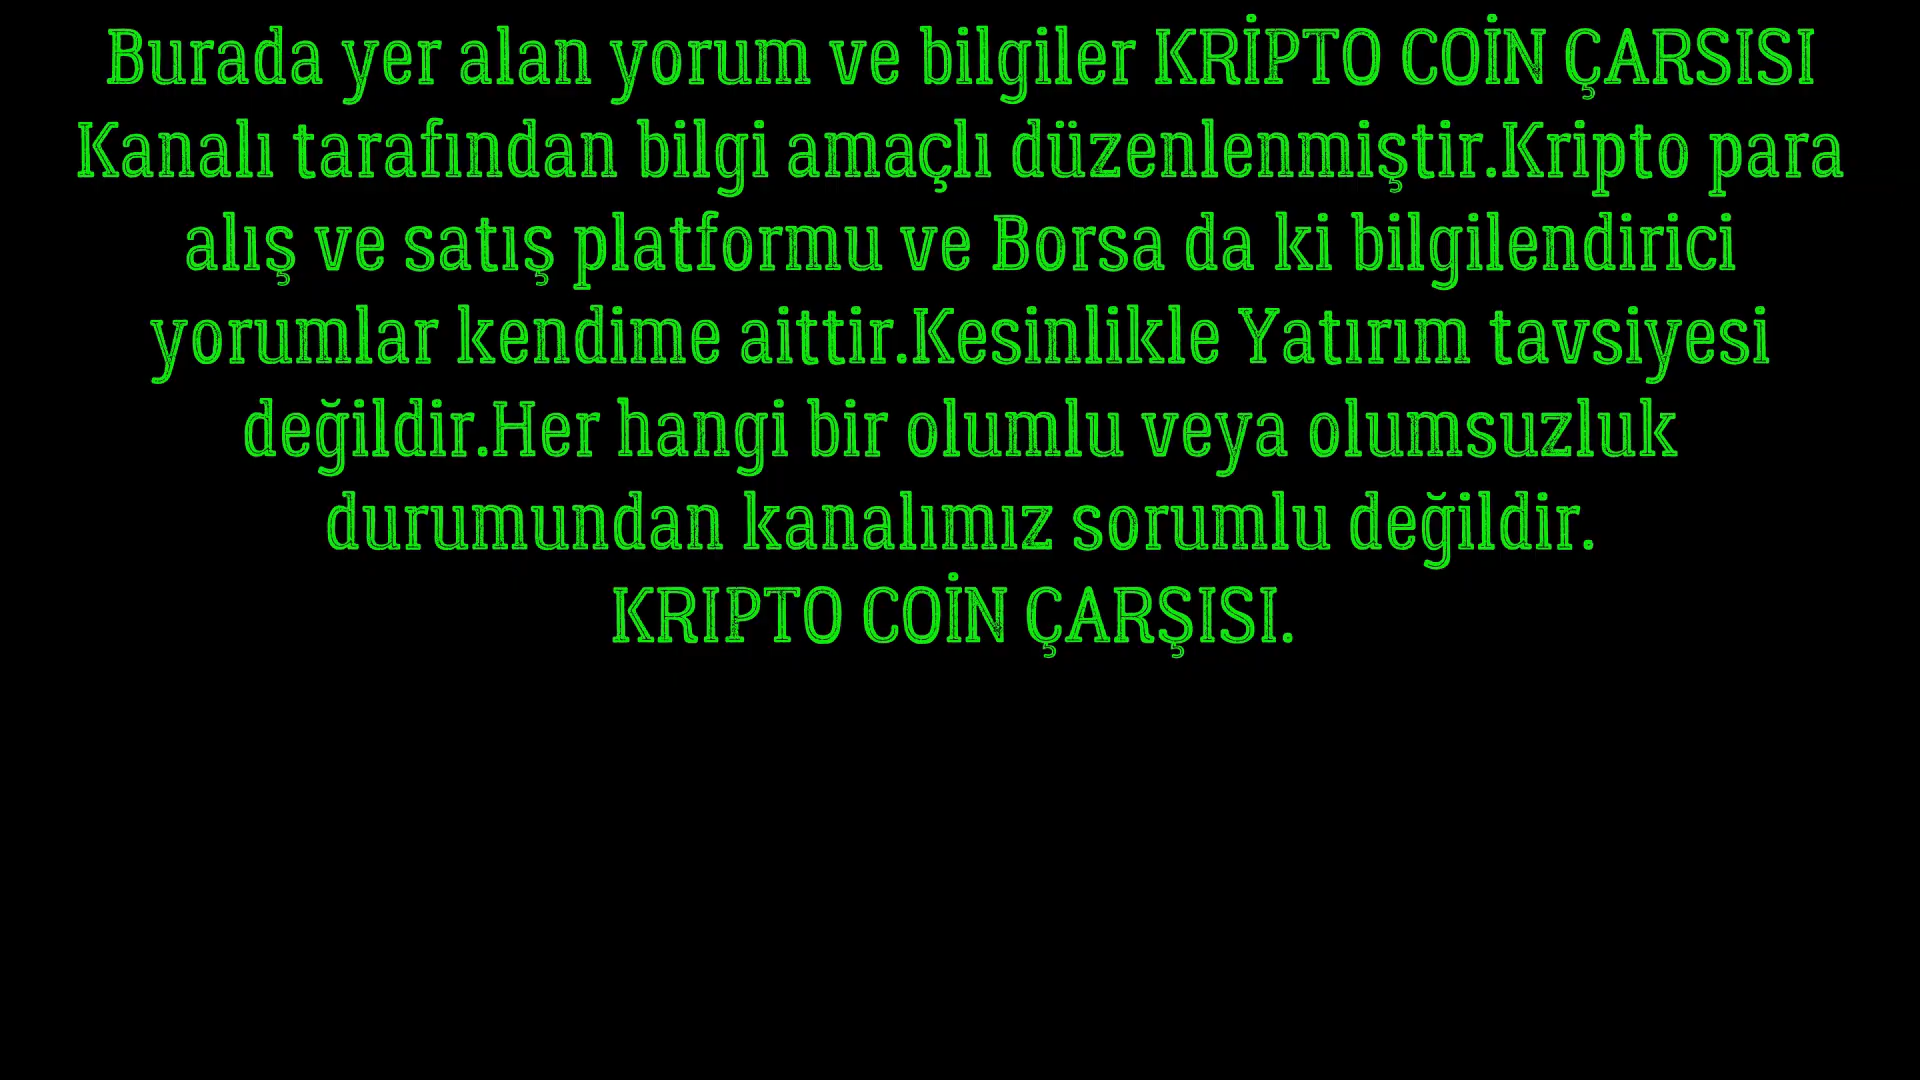 Burada yer alan yorum ve bilgiler KRİPTO COİN ÇARSISI
Kanalı tarafından bilgi amaçlı düzenlenmiştir.Kripto para
alış ve satış platformu ve Borsa da ki bilgilendirici
yorumlar kendime aittir.Kesinlikle Yatırım tavsiyesi
değildir.Her hangi bir olumlu veya olumsuzluk
durumundan kanalımız sorumlu değildir.
KRIPTO COİN ÇARŞISI.